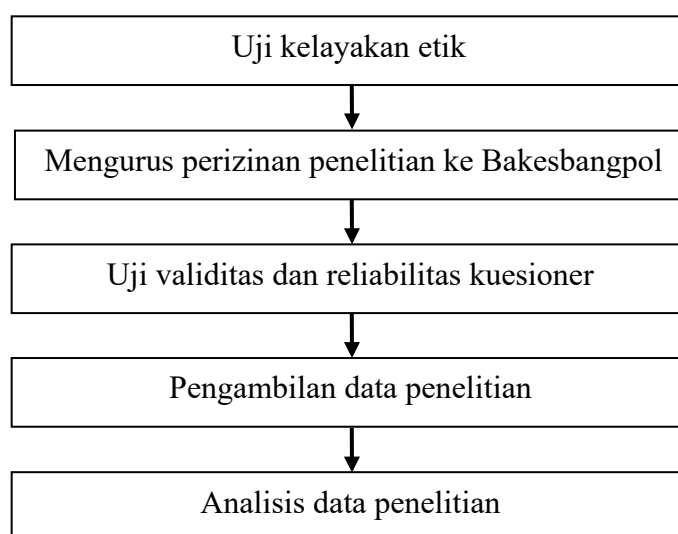 Uji kelayakan etik
Mengurus perizinan penelitian ke Bakesbangpol
Uji validitas dan reliabilitas kuesioner
Pengambilan data penelitian
Analisis data penelitian